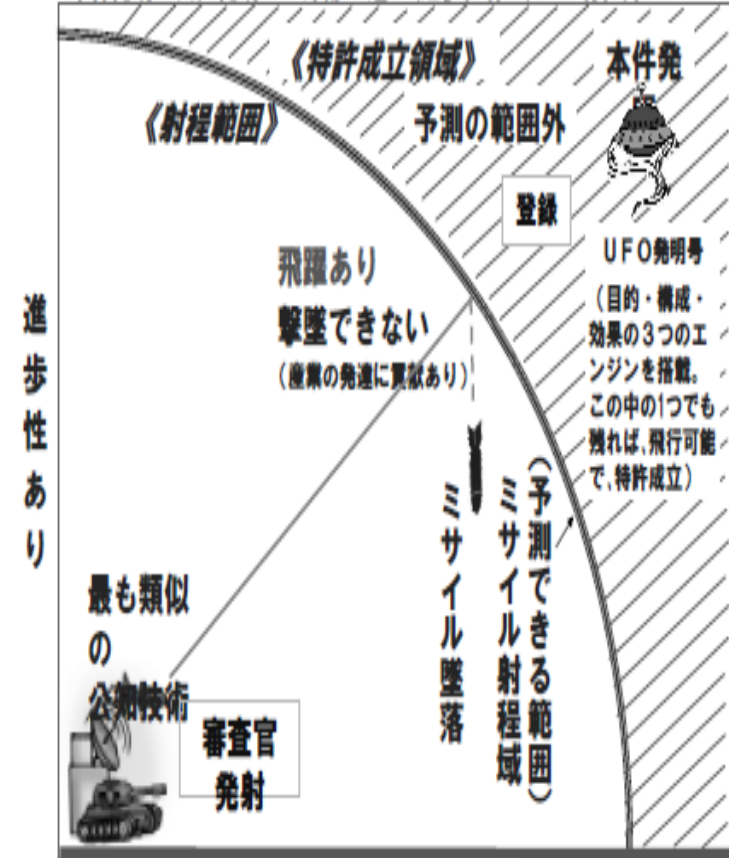 《特許成立領域》
本件発
《射程範囲》
予測の範囲外
登録
UFO発明号
(目的・構成・
効果の3つのエ
ンジンを搭載。
この中の1つでも
残れば、飛行可能
で、特許成立)
飛躍あり
撃墜できない
(産業の発達に貢献あり)
進歩性あり
(予測できる範囲)
ミサイル射程域
ミサイル墜落
最も類似
の
公知技術
審査官
発射